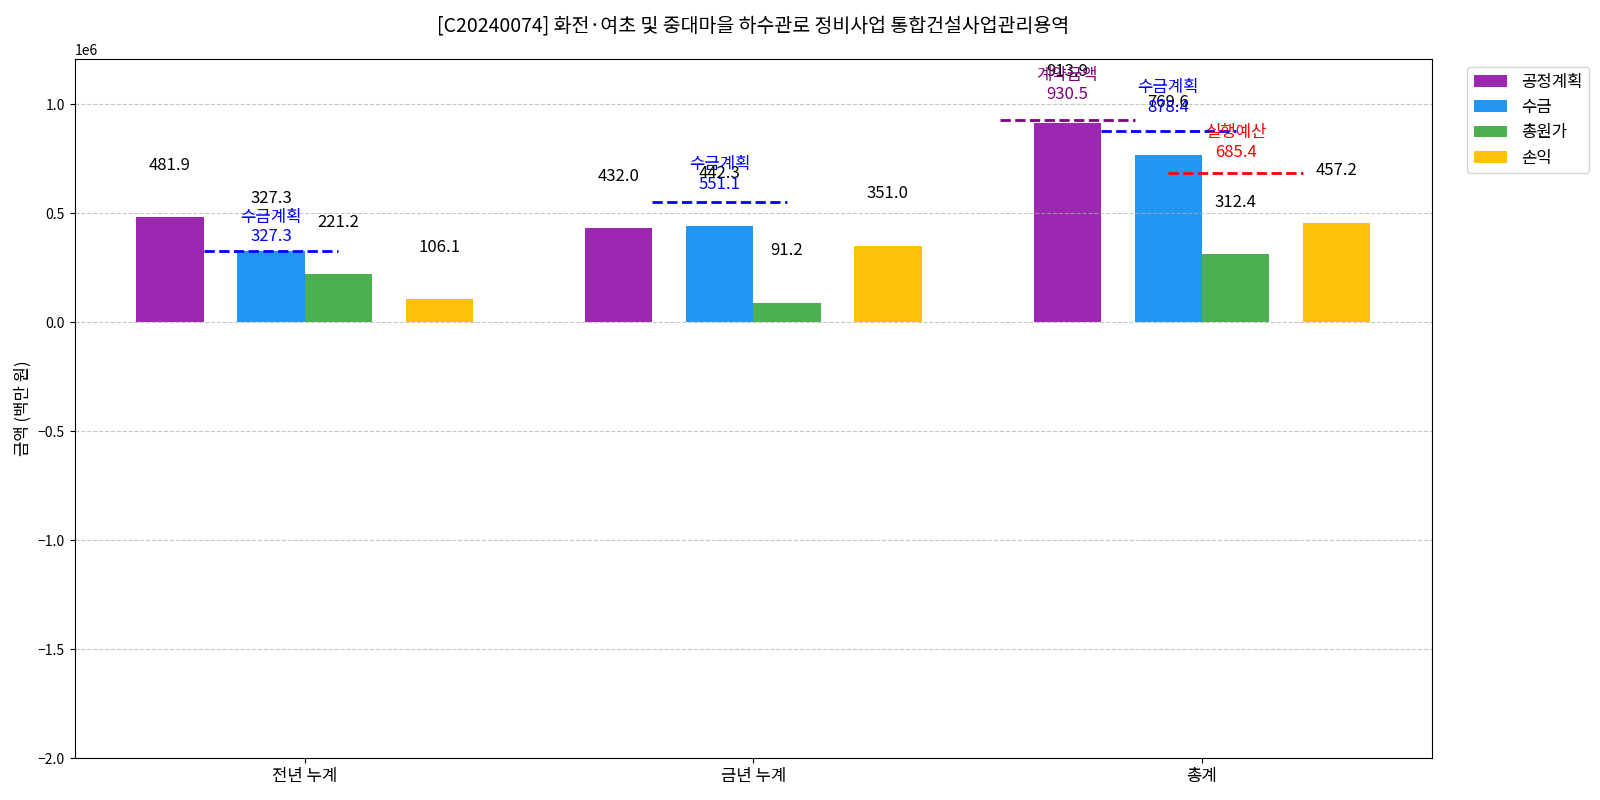 [C20240074] 화전·여초 및 중대마을 하수관로 정비사업 통합건설사업관리용역
1e6
금액 (백만 원)
1.0
0.5
0.0
−0.5
−1.0
−1.5
−2.0
481.9
327.3
수금계획
327.3
221.2
106.1
432.0
수금계획
442.3
551.1
91.2
351.0
913.9
계약금액
930.5
수금계획
769.6
878.4
실행예산
685.4
312.4
457.2
전년 누계
금년 누계
총계
공정계획
수금
총원가
손익